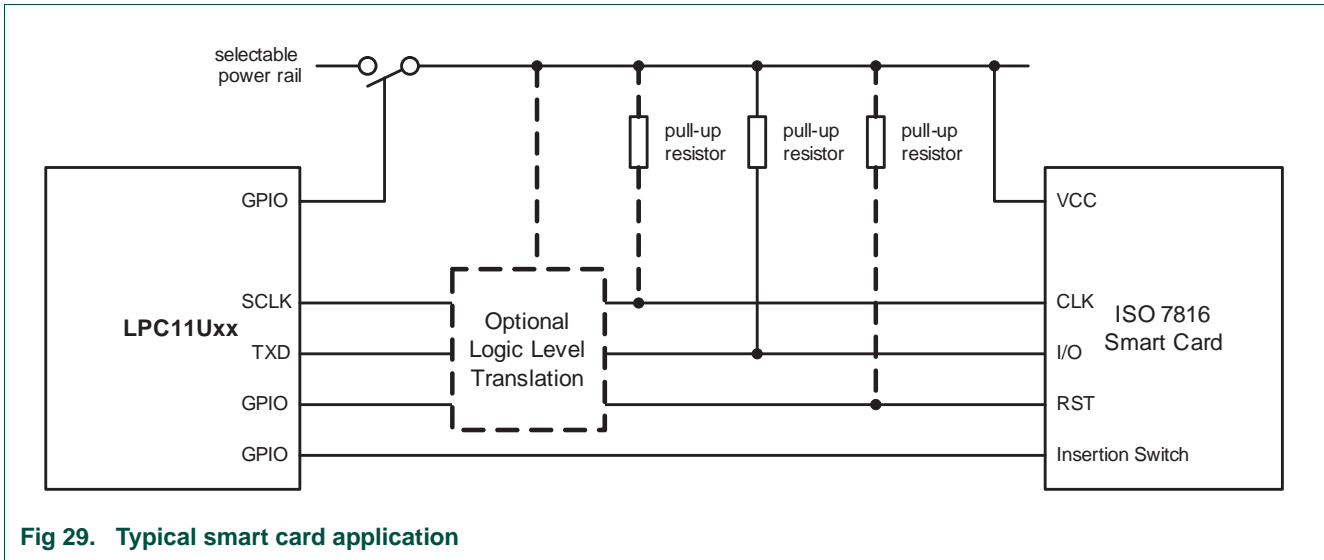 selectable
power rail
pull-up
resistor
pull-up
resistor
pull-up
resistor
GPIO
VCC
SCLK
CLK
LPC11Uxx
Optional
Logic Level
Translation
ISO 7816
Smart Card
TXD
I/O
GPIO
RST
GPIO
Insertion Switch
Fig 29. Typical smart card application